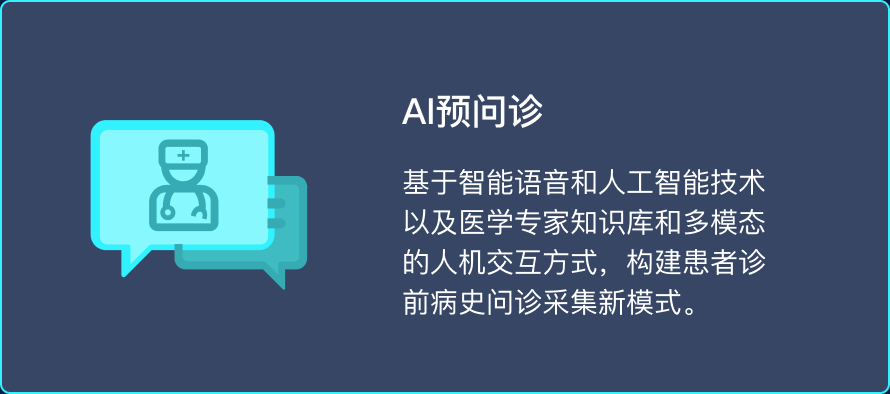 AI预问诊
基于智能语音和人工智能技术
以及医学专家知识库和多模态
的人机交互方式，构建患者诊
前病史问诊采集新模式。